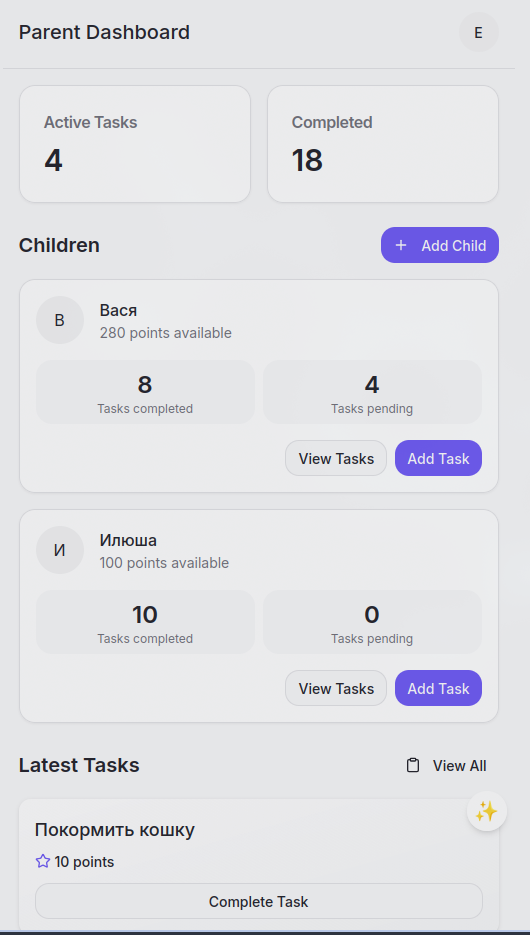 Parent Dashboard
E
Active Tasks
Completed
4
18
Children
+ Add Child
В
Вася
280 points available
8
4
Tasks completed
Tasks pending
View Tasks
Add Task
И
Илюша
100 points available
10
0
Tasks completed
Tasks pending
View Tasks
Add Task
Latest Tasks
View All
Покормить кошку
10 points
Complete Task